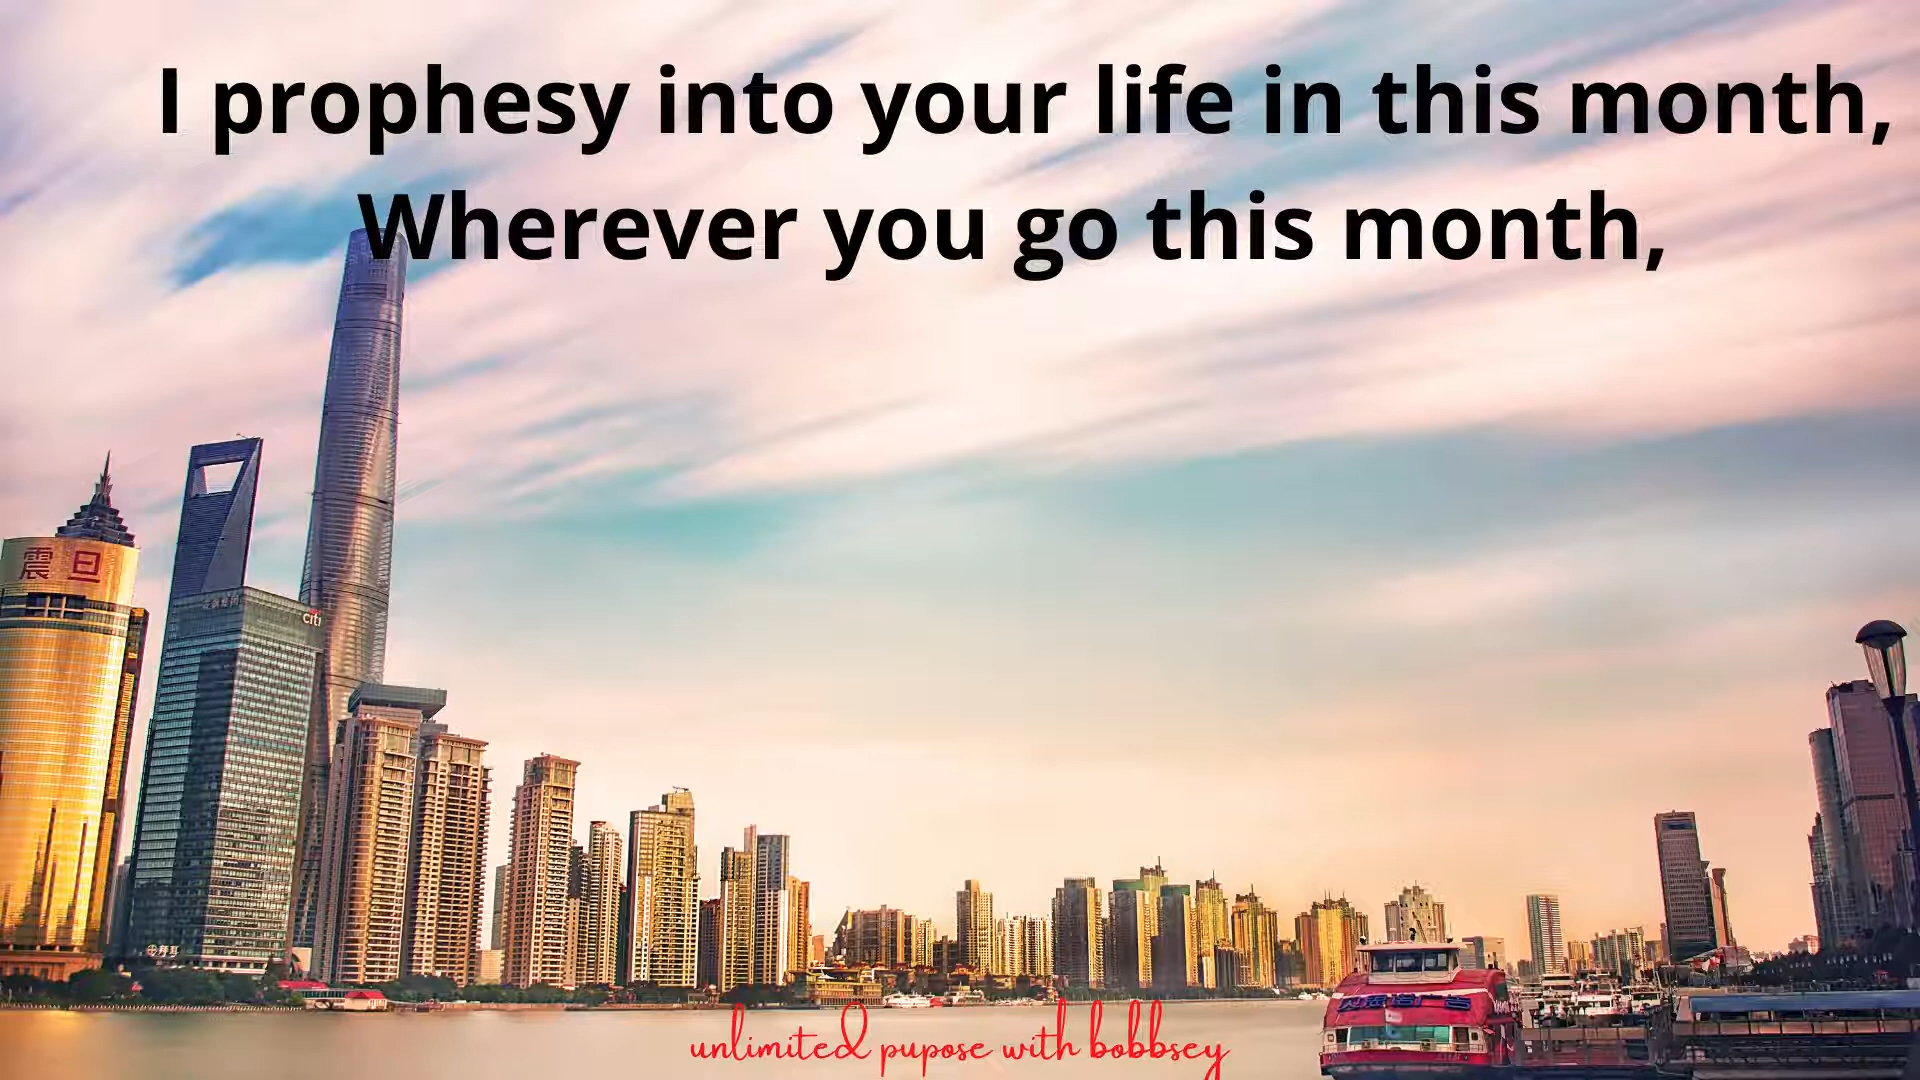 I prophesy into your life in this month,
Wherever you go this month,
震旦
citi
unlimited pupose with bobbsey